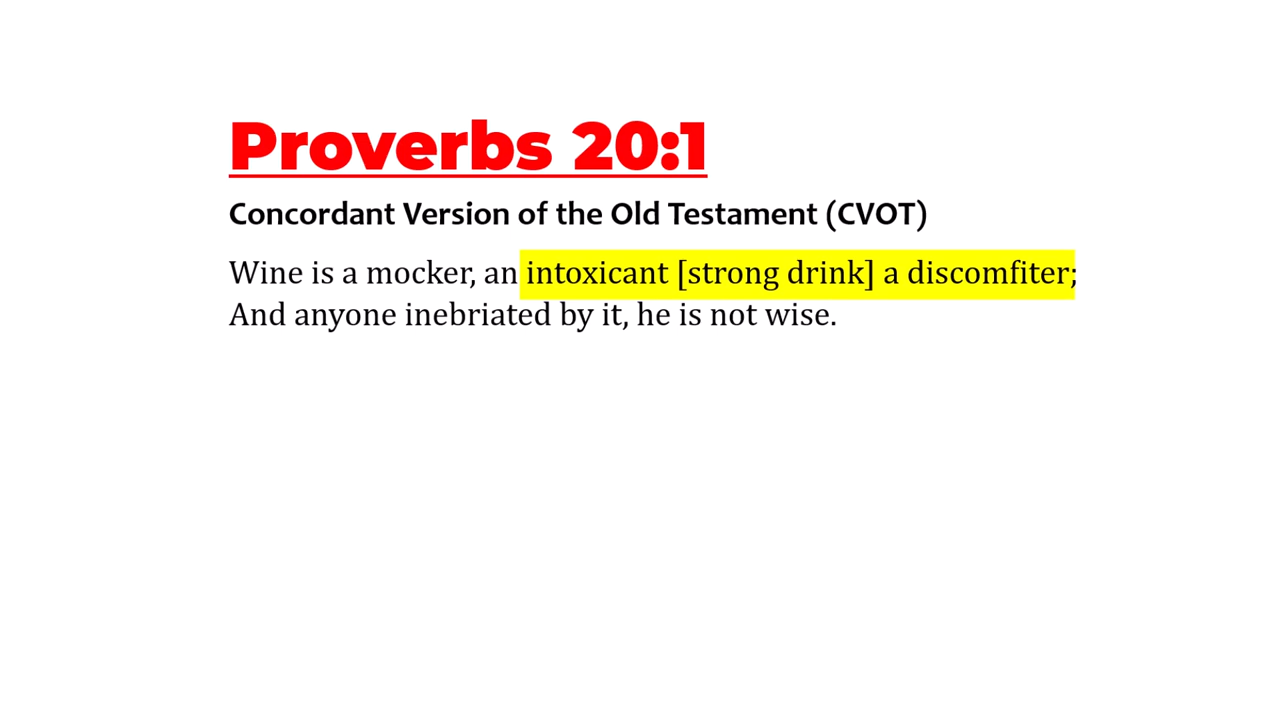 Proverbs 20:1
Concordant Version of the Old Testament (CVOT)
Wine is a mocker, an intoxicant [strong drink] a discomfiter;
And anyone inebriated by it, he is not wise.